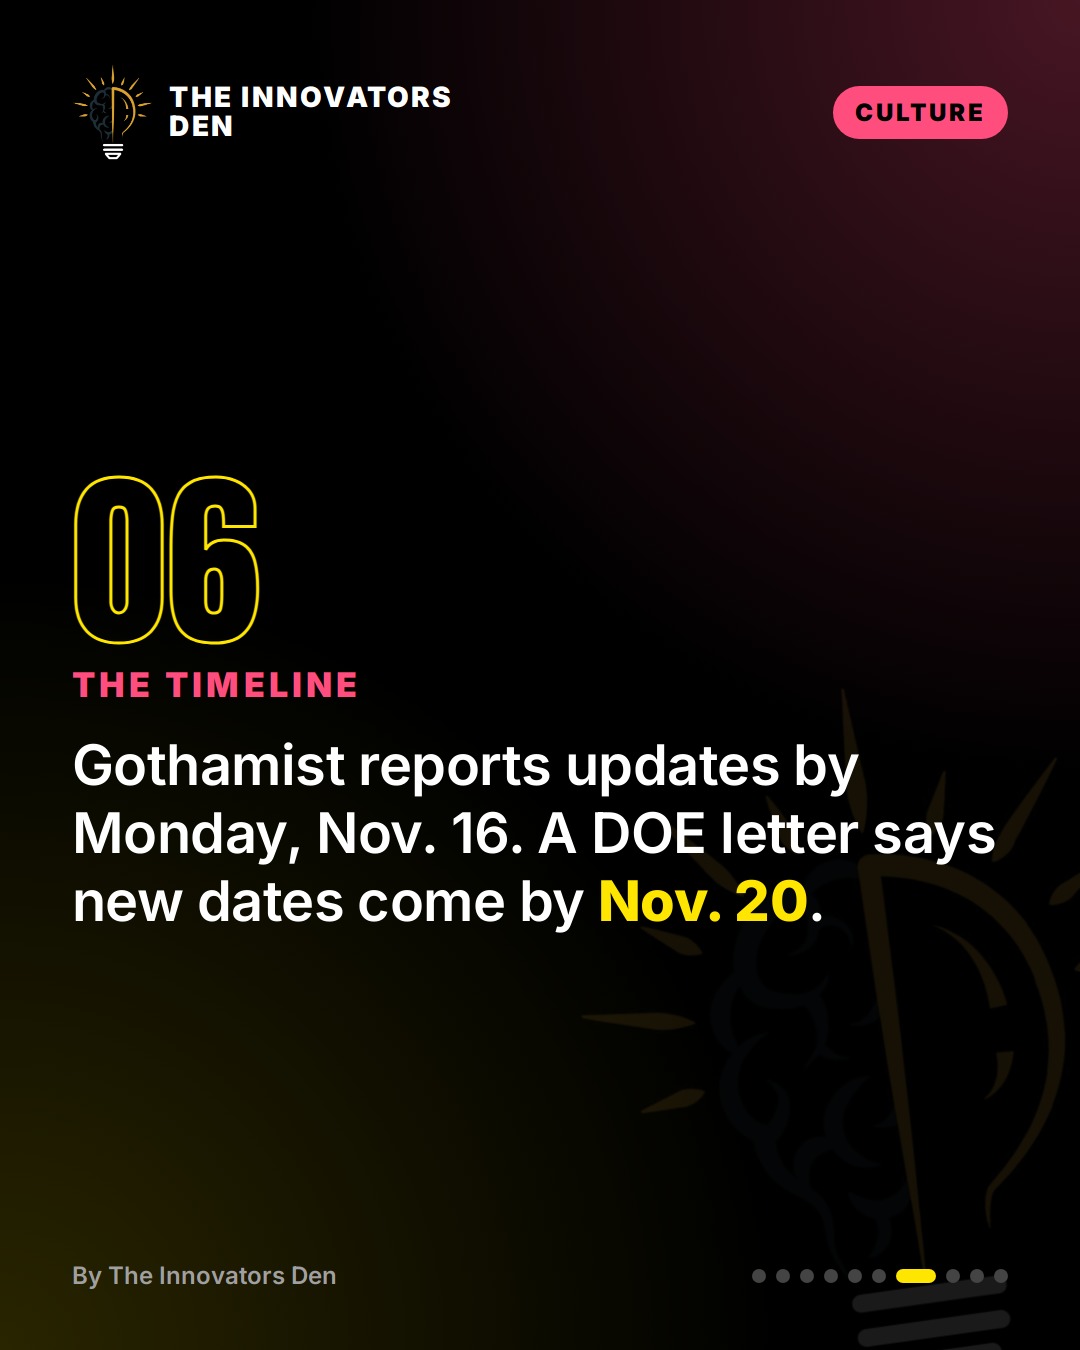 THE INNOVATORS
DEN
CULTURE
06
THE TIMELINE
Gothamist reports updates by
Monday, Nov. 16. A DOE letter says
new dates come by Nov. 20.
By The Innovators Den